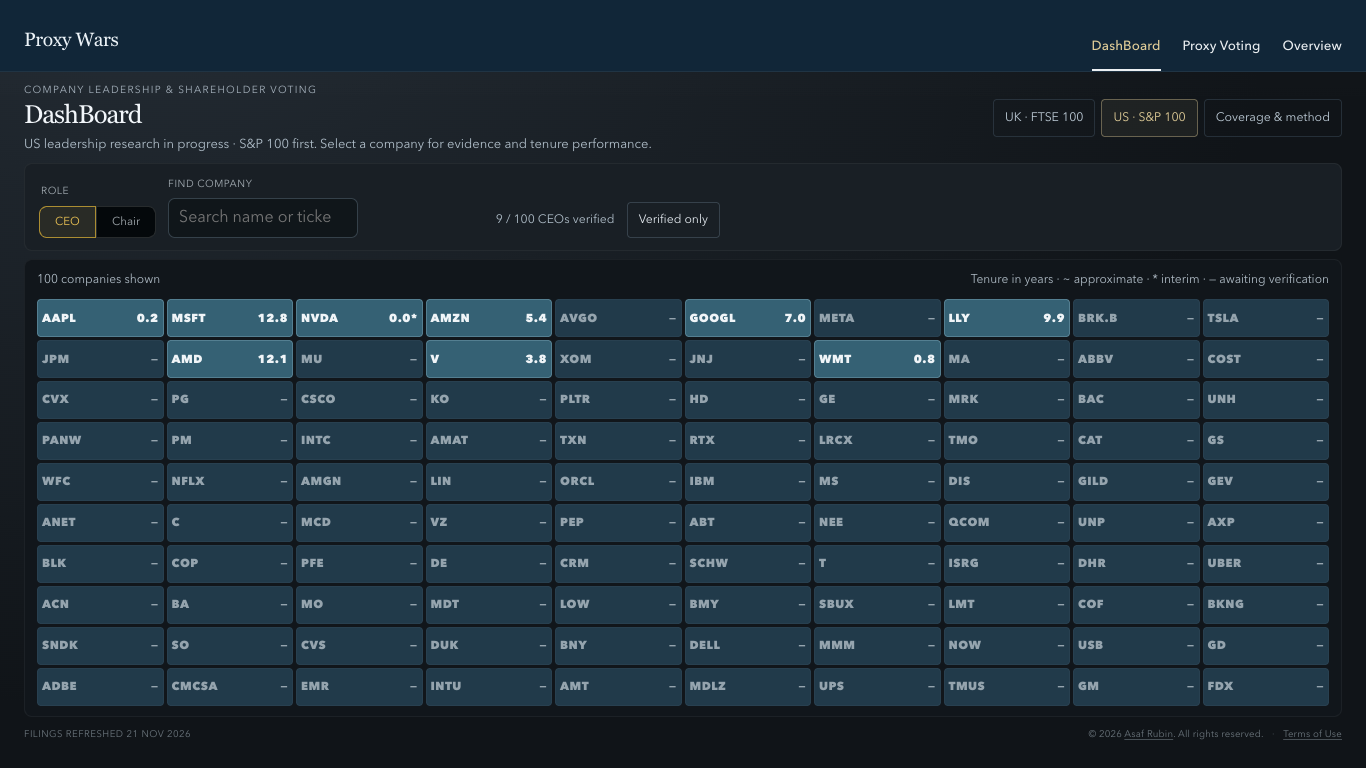 Proxy Wars
DashBoard Proxy Voting Overview
COMPANY LEADERSHIP & SHAREHOLDER VOTING
DashBoard
US leadership research in progress · S&P 100 first. Select a company for evidence and tenure performance.
UK · FTSE 100 US · S&P 100 Coverage & method
ROLE
CEO Chair
FIND COMPANY
Search name or ticke
9 / 100 CEOs verified Verified only
100 companies shown Tenure in years · ~ approximate · * interim · – awaiting verification
AAPL 0.2 MSFT 12.8 NVDA 0.0* AMZN 5.4 AVGO – GOOGL 7.0 META – LLY 9.9 BRK.B – TSLA –
JPM – AMD 12.1 MU – V 3.8 XOM – JNJ – WMT 0.8 MA – ABBV – COST –
CVX – PG – CSCO – KO – PLTR – HD – GE – MRK – BAC – UNH –
PANW – PM – INTC – AMAT – TXN – RTX – LRCX – TMO – CAT – GS –
WFC – NFLX – AMGN – LIN – ORCL – IBM – MS – DIS – GILD – GEV –
ANET – C – MCD – VZ – PEP – ABT – NEE – QCOM – UNP – AXP –
BLK – COP – PFE – DE – CRM – SCHW – T – ISRG – DHR – UBER –
ACN – BA – MO – MDT – LOW – BMY – SBUX – LMT – COF – BKNG –
SNDK – SO – CVS – DUK – BNY – DELL – MMM – NOW – USB – GD –
ADBE – CMCSA – EMR – INTU – AMT – MDLZ – UPS – TMUS – GM – FDX –
FILINGS REFRESHED 21 NOV 2026 © 2026 Asaf Rubin. All rights reserved. · Terms of Use